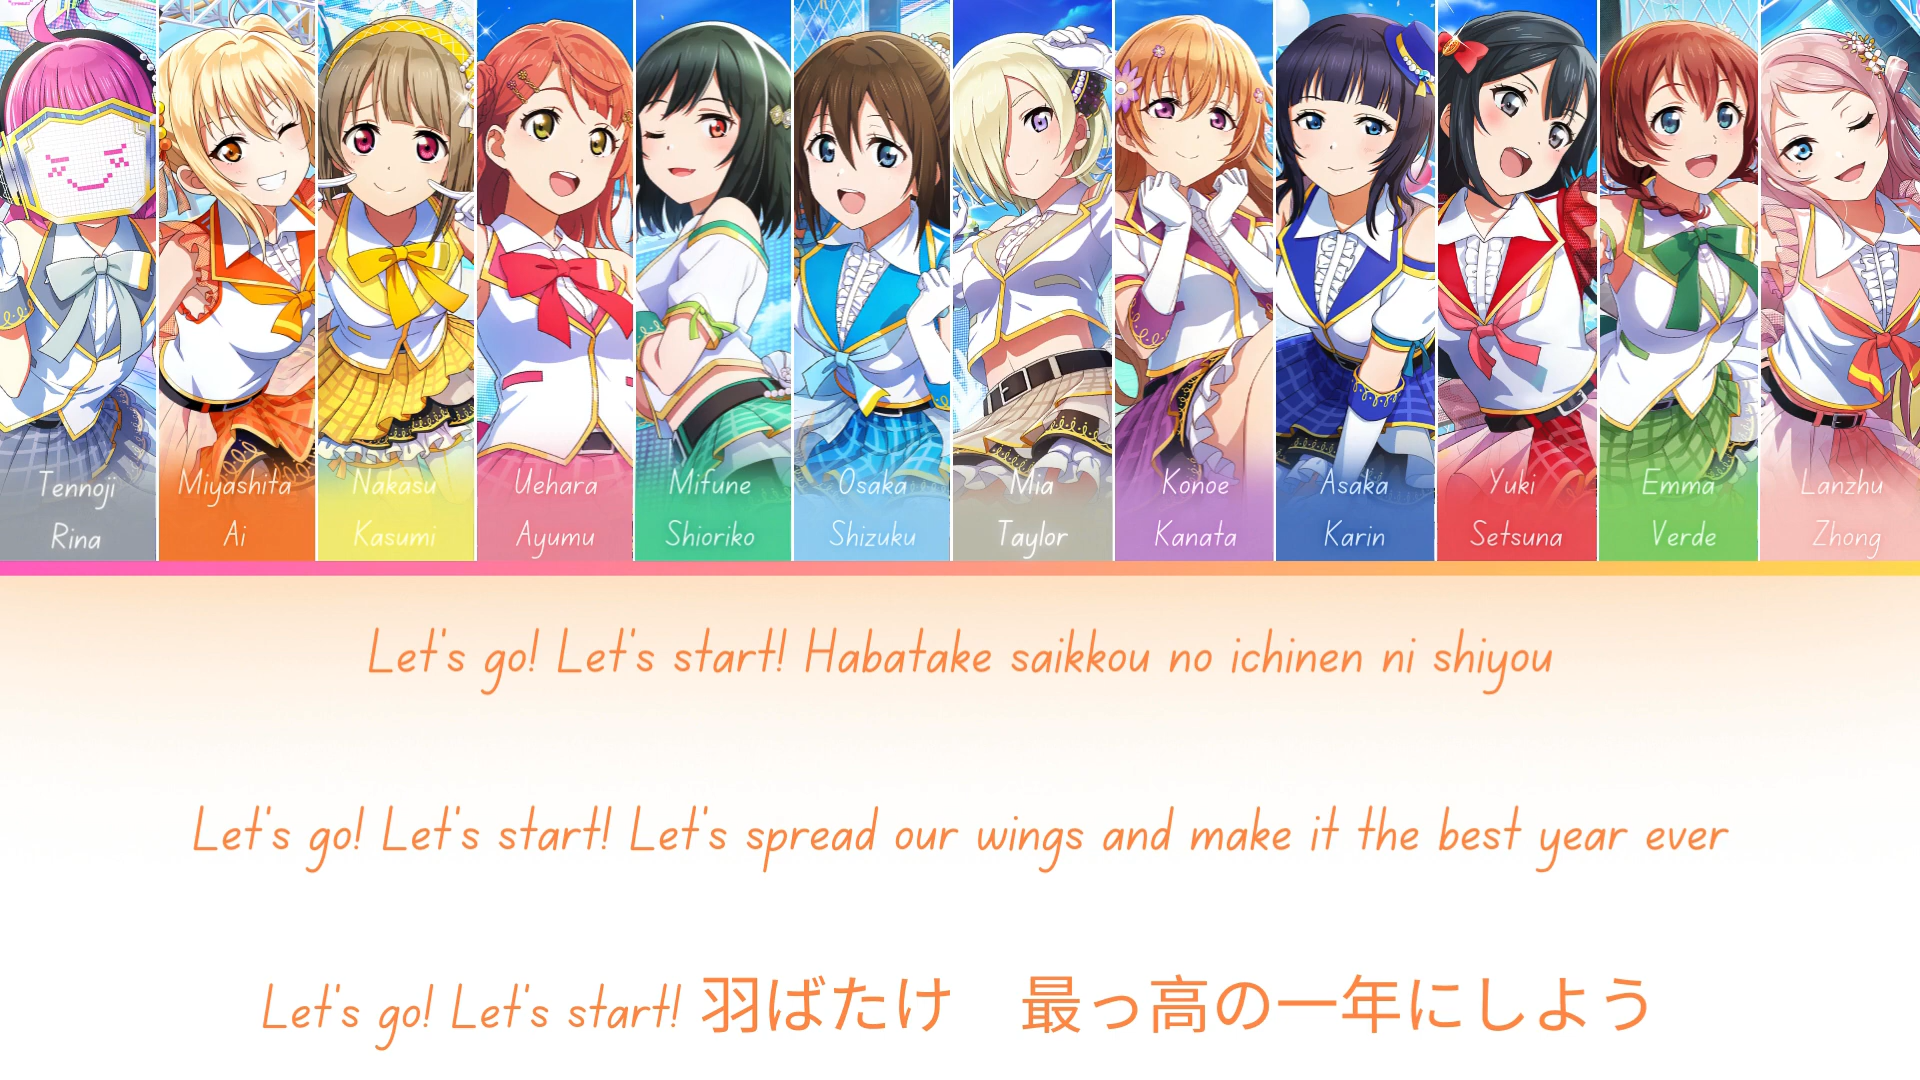 Tennoji
Rina
Miyashita
Ai
Nakasu
Kasumi
Uehara
Ayumu
Mifune
Shioriko
Osaka
Shizuku
Mia
Taylor
Konoe
Kanata
Asaka
Karin
Yuki
Setsuna
Emma
Verde
Lanzhu
Zhong
Let's go! Let's start! Habatake saikkou no ichinen ni shiyou
Let's go! Let's start! Let's spread our wings and make it the best year ever
Let's go! Let's start! 羽ばたけ　最っ高の一年にしよう